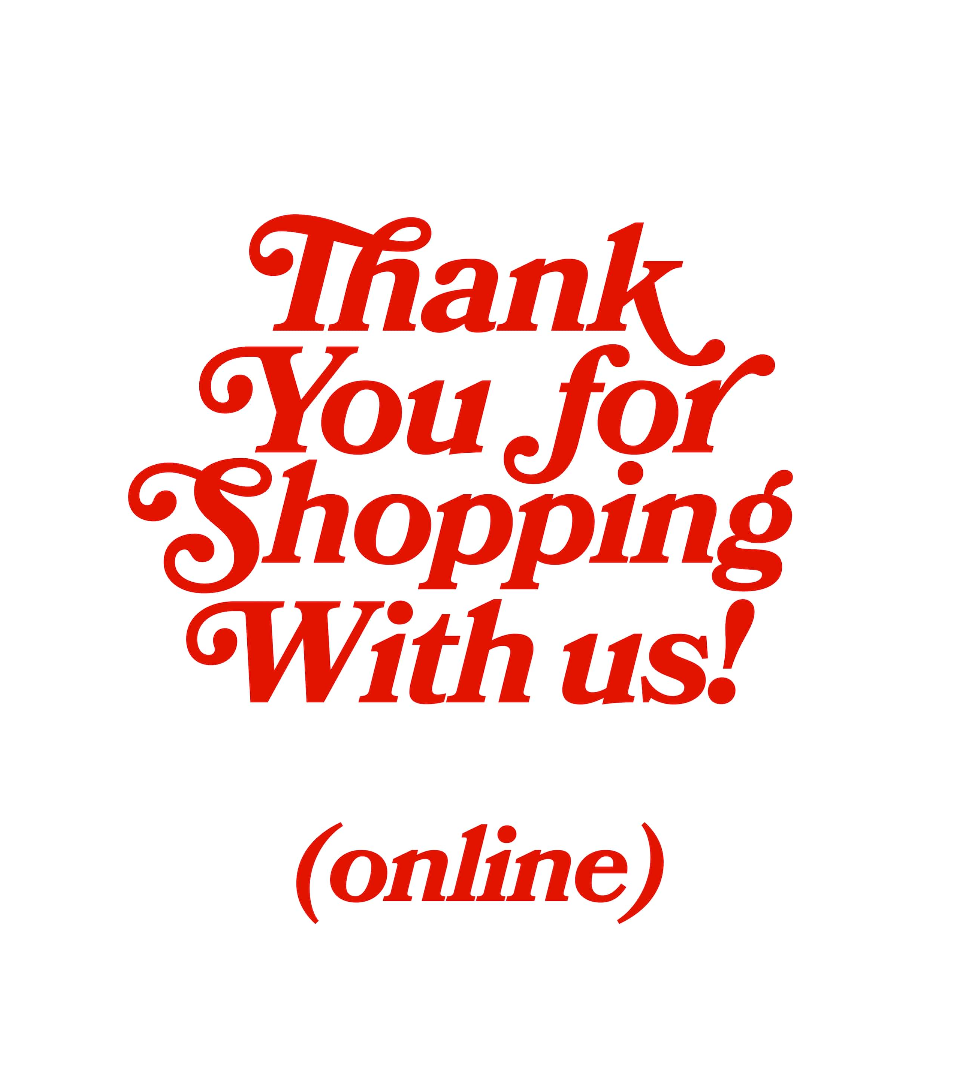 Thank
You for
Shopping
With us!
(online)